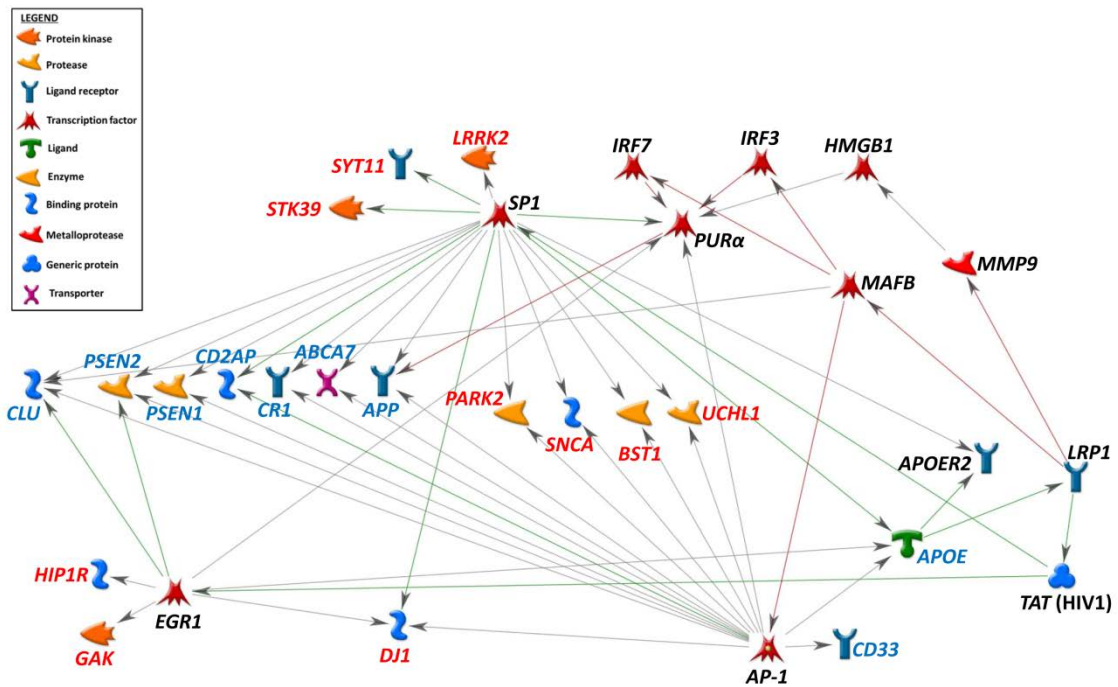 LEGEND
Protein kinase
Protease
Ligand receptor
Transcription factor
Ligand
Enzyme
Binding protein
Metalloprotease
Generic protein
Transporter
LRRK2
SYT11
STK39
SP1
IRF7
IRF3
HMGB1
PURα
MAFB
MMP9
PSEN2
CD2AP
ABCA7
CLU
PSEN1
CR1
APP
PARK2
SNCA
BST1
UCHL1
APOER2
LRP1
APOE
TAT (HIV1)
HIP1R
EGR1
GAK
DJ1
AP-1
CD33